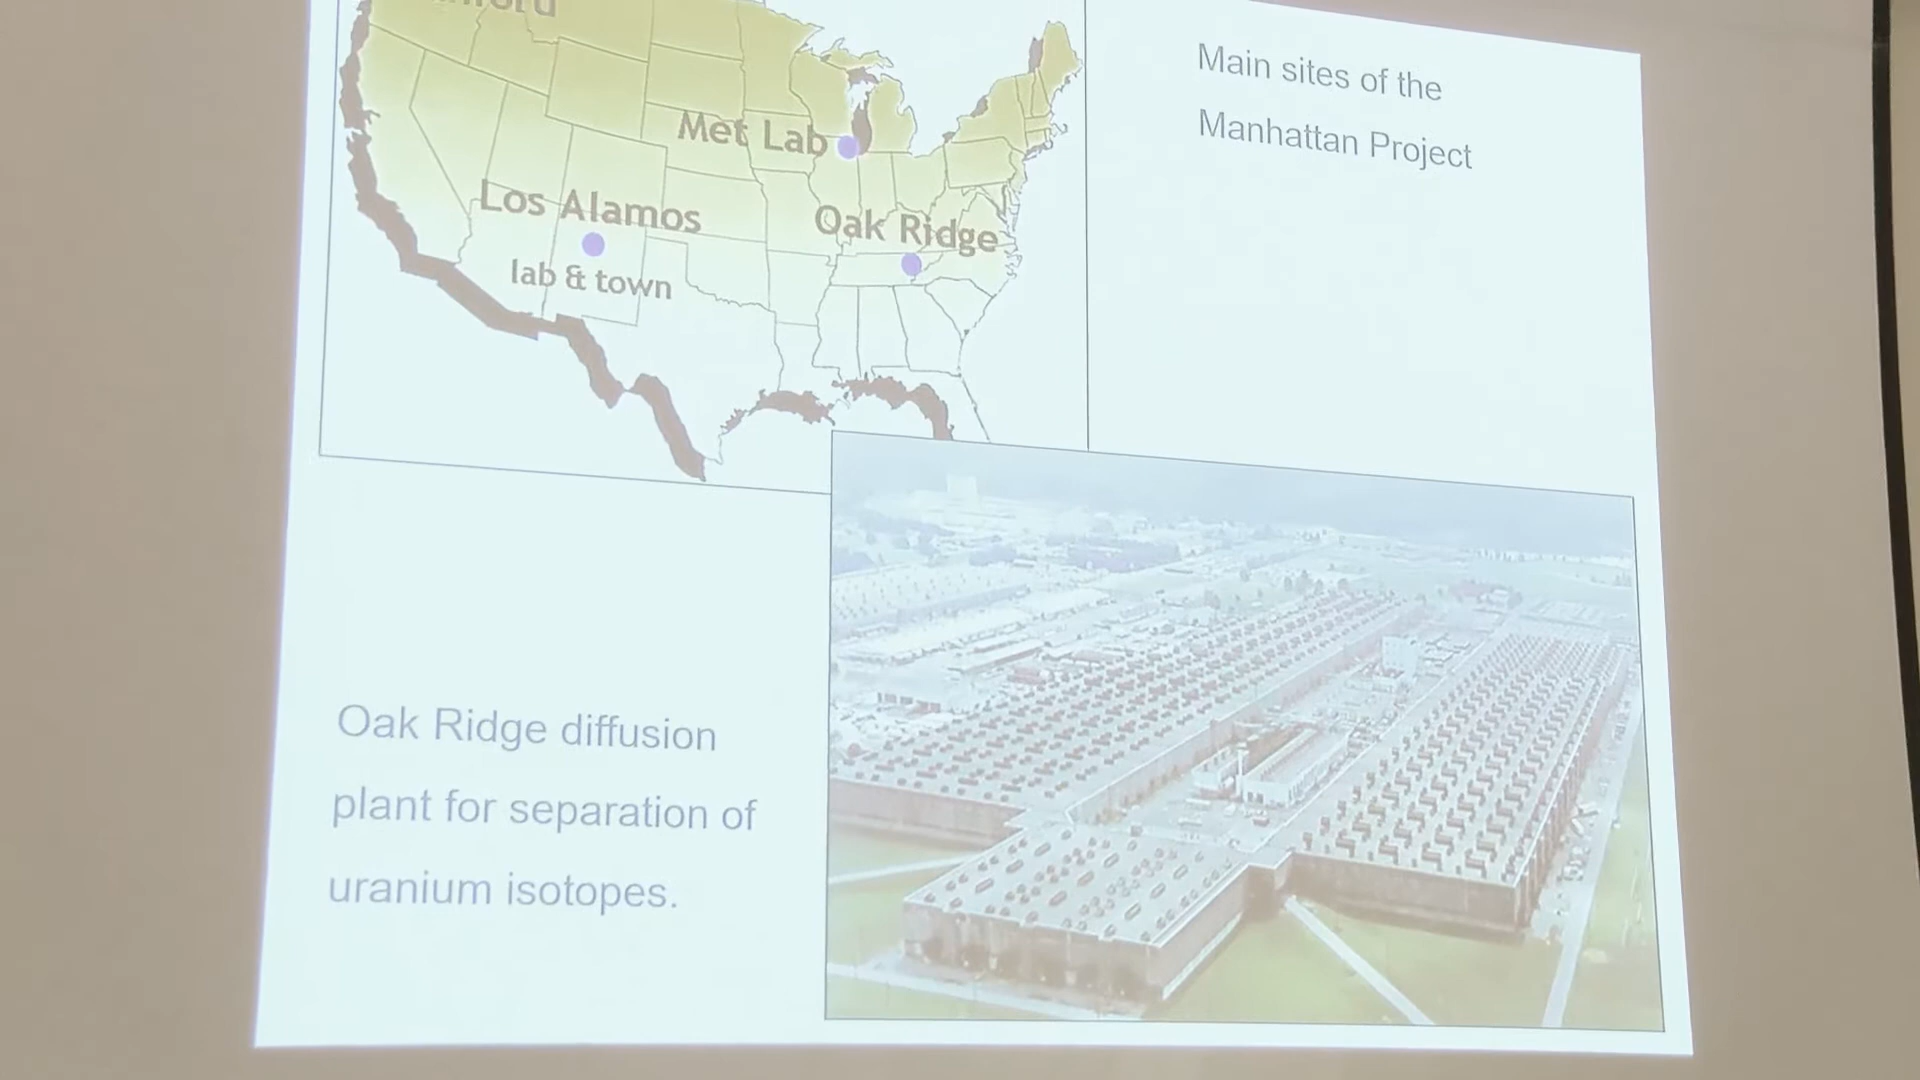 Main sites of the
Manhattan Project
Met Lab
Los Alamos
lab & town
Oak Ridge
Oak Ridge diffusion
plant for separation of
uranium isotopes.